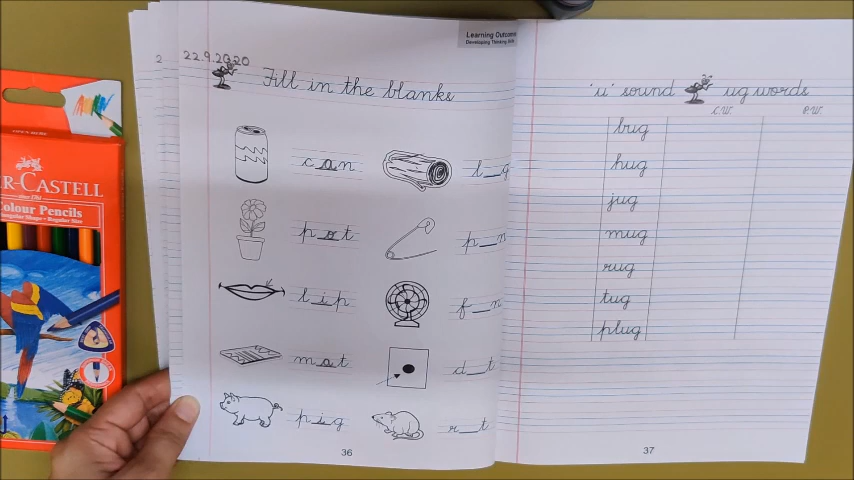 Learning Outcome
Developing Thinking Skills
22.9.2020
2
Fill in the blanks
can
l_g
pot
p_n
lip
f_n
mat
d_t
pig
r_t
36
'u' sound ug words
c.w.
bug
hug
jug
mug
rug
tug
plug
37
ER-CASTELL
Colour Pencils